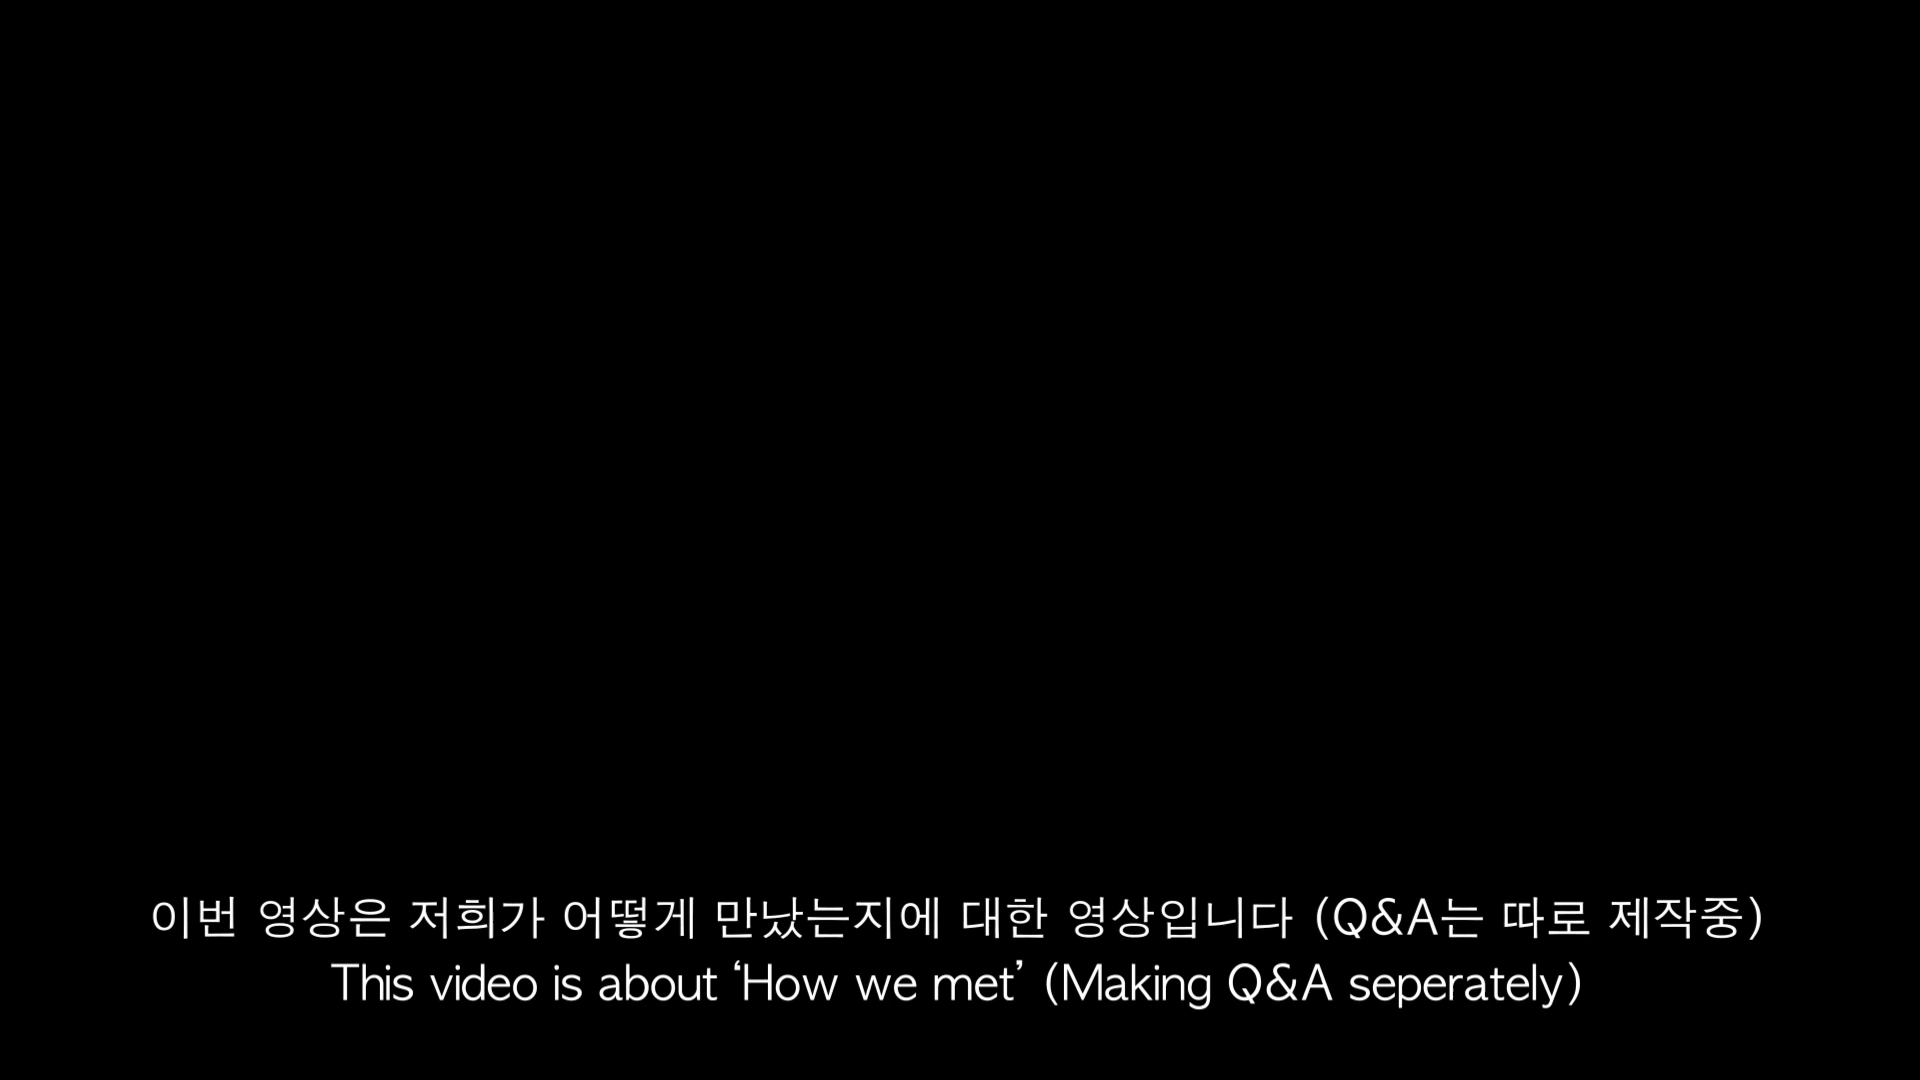 이번 영상은 저희가 어떻게 만났는지에 대한 영상입니다 (Q&A는 따로 제작중)
This video is about ‘How we met’ (Making Q&A seperately)